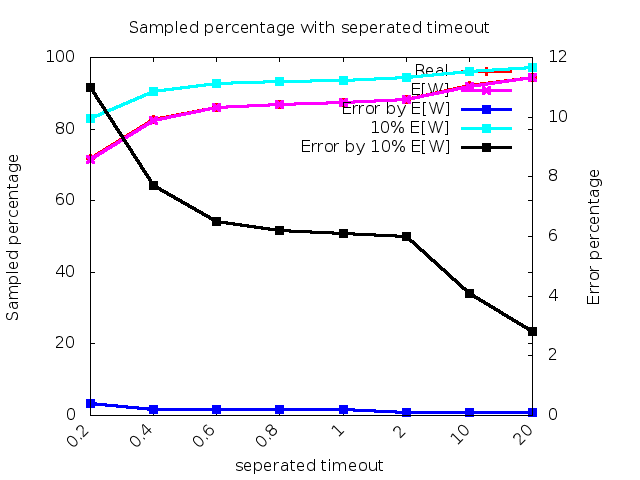 Sampled percentage with seperated timeout
100
80
60
40
20
0
12
10
8
6
4
2
0
Real
E[W]
Error by E[W]
10% E[W]
Error by 10% E[W]
Sampled percentage
Error percentage
0.2
0.4
0.6
0.8
1
2
10
20
seperated timeout